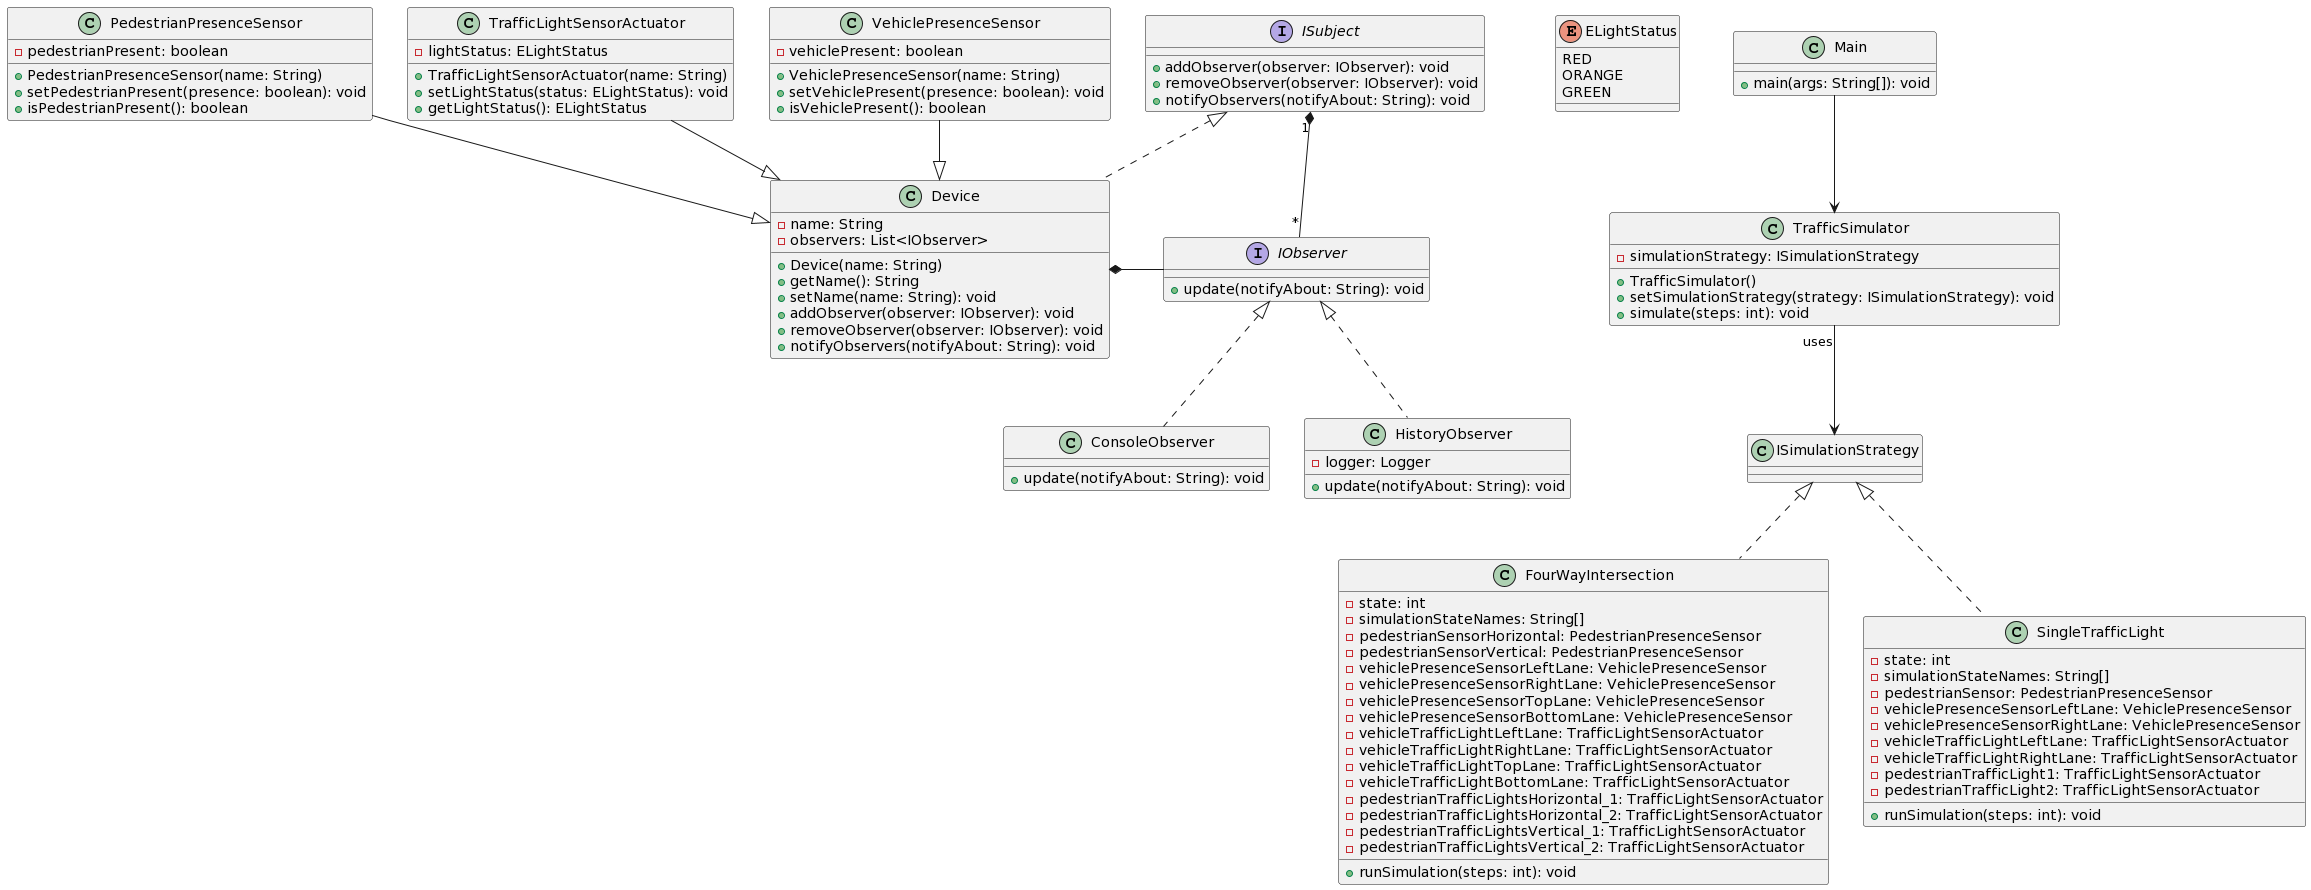 C PedestrianPresenceSensor
pedestrianPresent: boolean
PedestrianPresenceSensor(name: String)
setPedestrianPresent(presence: boolean): void
isPedestrianPresent(): boolean
C TrafficLightSensorActuator
lightStatus: ELightStatus
TrafficLightSensorActuator(name: String)
setLightStatus(status: ELightStatus): void
getLightStatus(): ELightStatus
C VehiclePresenceSensor
vehiclePresent: boolean
VehiclePresenceSensor(name: String)
setVehiclePresent(presence: boolean): void
isVehiclePresent(): boolean
I ISubject
addObserver(observer: IObserver): void
removeObserver(observer: IObserver): void
notifyObservers(notifyAbout: String): void
E ELightStatus
RED
ORANGE
GREEN
C Main
main(args: String[]): void
1
*
C Device
name: String
observers: List<IObserver>
Device(name: String)
getName(): String
setName(name: String): void
addObserver(observer: IObserver): void
removeObserver(observer: IObserver): void
notifyObservers(notifyAbout: String): void
I IObserver
update(notifyAbout: String): void
C TrafficSimulator
simulationStrategy: ISimulationStrategy
TrafficSimulator()
setSimulationStrategy(strategy: ISimulationStrategy): void
simulate(steps: int): void
uses
C ConsoleObserver
update(notifyAbout: String): void
C HistoryObserver
logger: Logger
update(notifyAbout: String): void
C ISimulationStrategy
C FourWayIntersection
state: int
simulationStateNames: String[]
pedestrianSensorHorizontal: PedestrianPresenceSensor
pedestrianSensorVertical: PedestrianPresenceSensor
vehiclePresenceSensorLeftLane: VehiclePresenceSensor
vehiclePresenceSensorRightLane: VehiclePresenceSensor
vehiclePresenceSensorTopLane: VehiclePresenceSensor
vehiclePresenceSensorBottomLane: VehiclePresenceSensor
vehicleTrafficLightLeftLane: TrafficLightSensorActuator
vehicleTrafficLightRightLane: TrafficLightSensorActuator
vehicleTrafficLightTopLane: TrafficLightSensorActuator
vehicleTrafficLightBottomLane: TrafficLightSensorActuator
pedestrianTrafficLightsHorizontal_1: TrafficLightSensorActuator
pedestrianTrafficLightsHorizontal_2: TrafficLightSensorActuator
pedestrianTrafficLightsVertical_1: TrafficLightSensorActuator
pedestrianTrafficLightsVertical_2: TrafficLightSensorActuator
runSimulation(steps: int): void
C SingleTrafficLight
state: int
simulationStateNames: String[]
pedestrianSensor: PedestrianPresenceSensor
vehiclePresenceSensorLeftLane: VehiclePresenceSensor
vehiclePresenceSensorRightLane: VehiclePresenceSensor
vehicleTrafficLightLeftLane: TrafficLightSensorActuator
vehicleTrafficLightRightLane: TrafficLightSensorActuator
pedestrianTrafficLight1: TrafficLightSensorActuator
pedestrianTrafficLight2: TrafficLightSensorActuator
runSimulation(steps: int): void